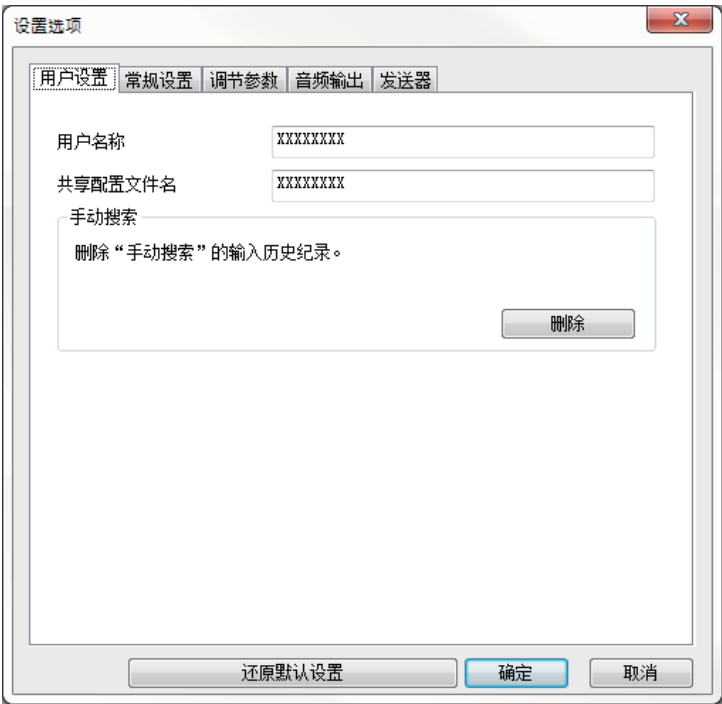 设置选项
用户设置 常规设置 调节参数 音频输出 发送器
用户名称 XXXXXXXX
共享配置文件名 XXXXXXXX
手动搜索
删除“手动搜索”的输入历史纪录。
删除
还原默认设置 确定 取消